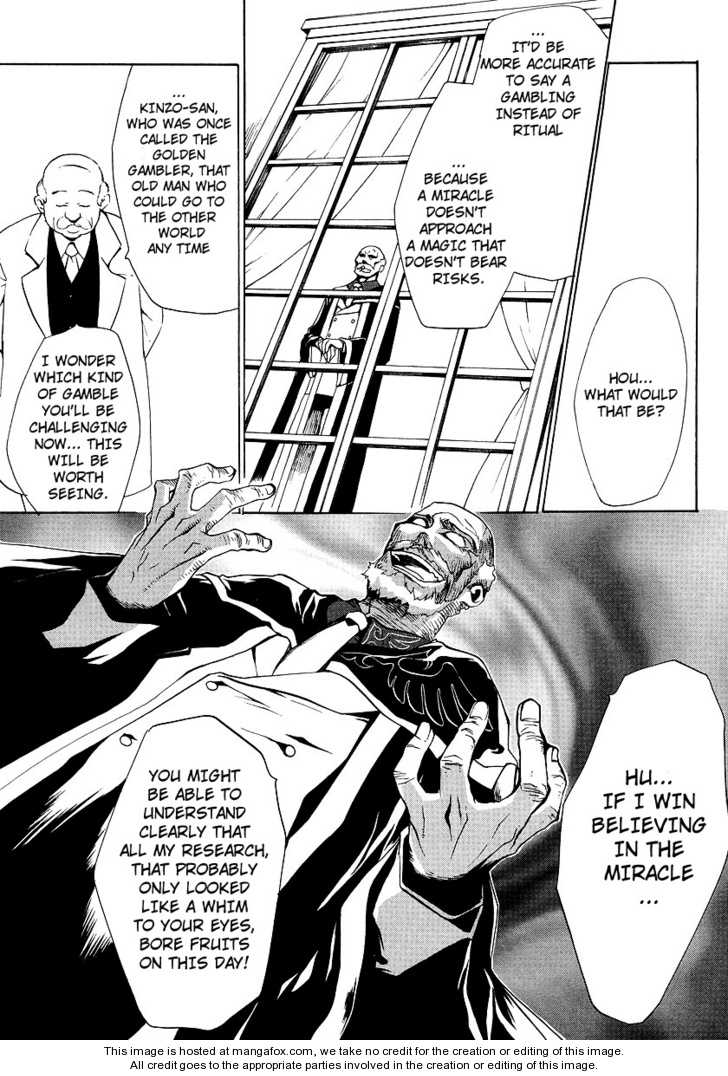 HOU...
WHAT WOULD
THAT BE?
...
IT'D BE
MORE ACCURATE
TO SAY A
GAMBLING
INSTEAD OF
RITUAL
...
BECAUSE
A MIRACLE
DOESN'T
APPROACH
A MAGIC THAT
DOESN'T BEAR
RISKS.
...
KINZO-SAN,
WHO WAS ONCE
CALLED THE
GOLDEN
GAMBLER, THAT
OLD MAN WHO
COULD GO TO
THE OTHER
WORLD
ANY TIME
I WONDER
WHICH KIND
OF GAMBLE
YOU'LL BE
CHALLENGING
NOW... THIS
WILL BE
WORTH
SEEING.
HU...
IF I WIN
BELIEVING
IN THE
MIRACLE
...
YOU MIGHT
BE ABLE TO
UNDERSTAND
CLEARLY THAT
ALL MY RESEARCH,
THAT PROBABLY
ONLY LOOKED
LIKE A WHIM
TO YOUR EYES,
BORE FRUITS
ON THIS DAY!
This image is hosted at mangafox.com, we take no credit for the creation or editing of this image.
All credit goes to the appropriate parties involved in the creation or editing of this image.